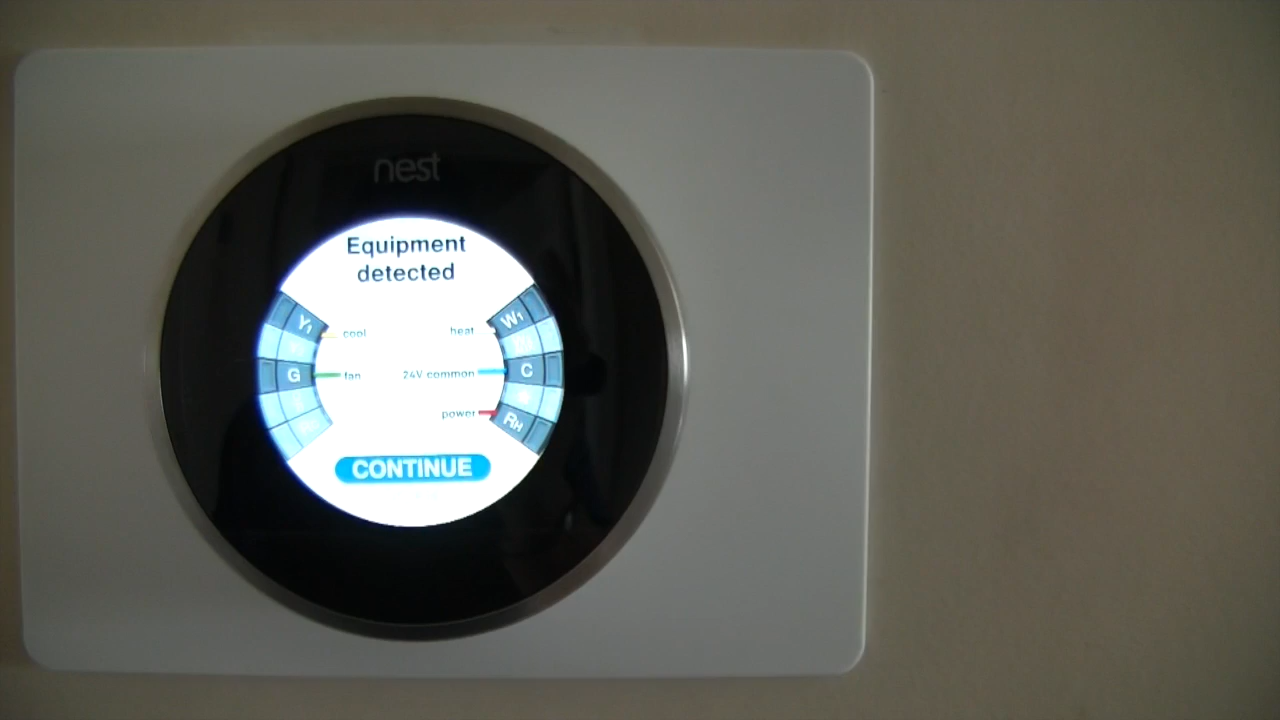 nest
Equipment
detected
Y1 cool heat W1
G fan 24V common C
power RH
CONTINUE